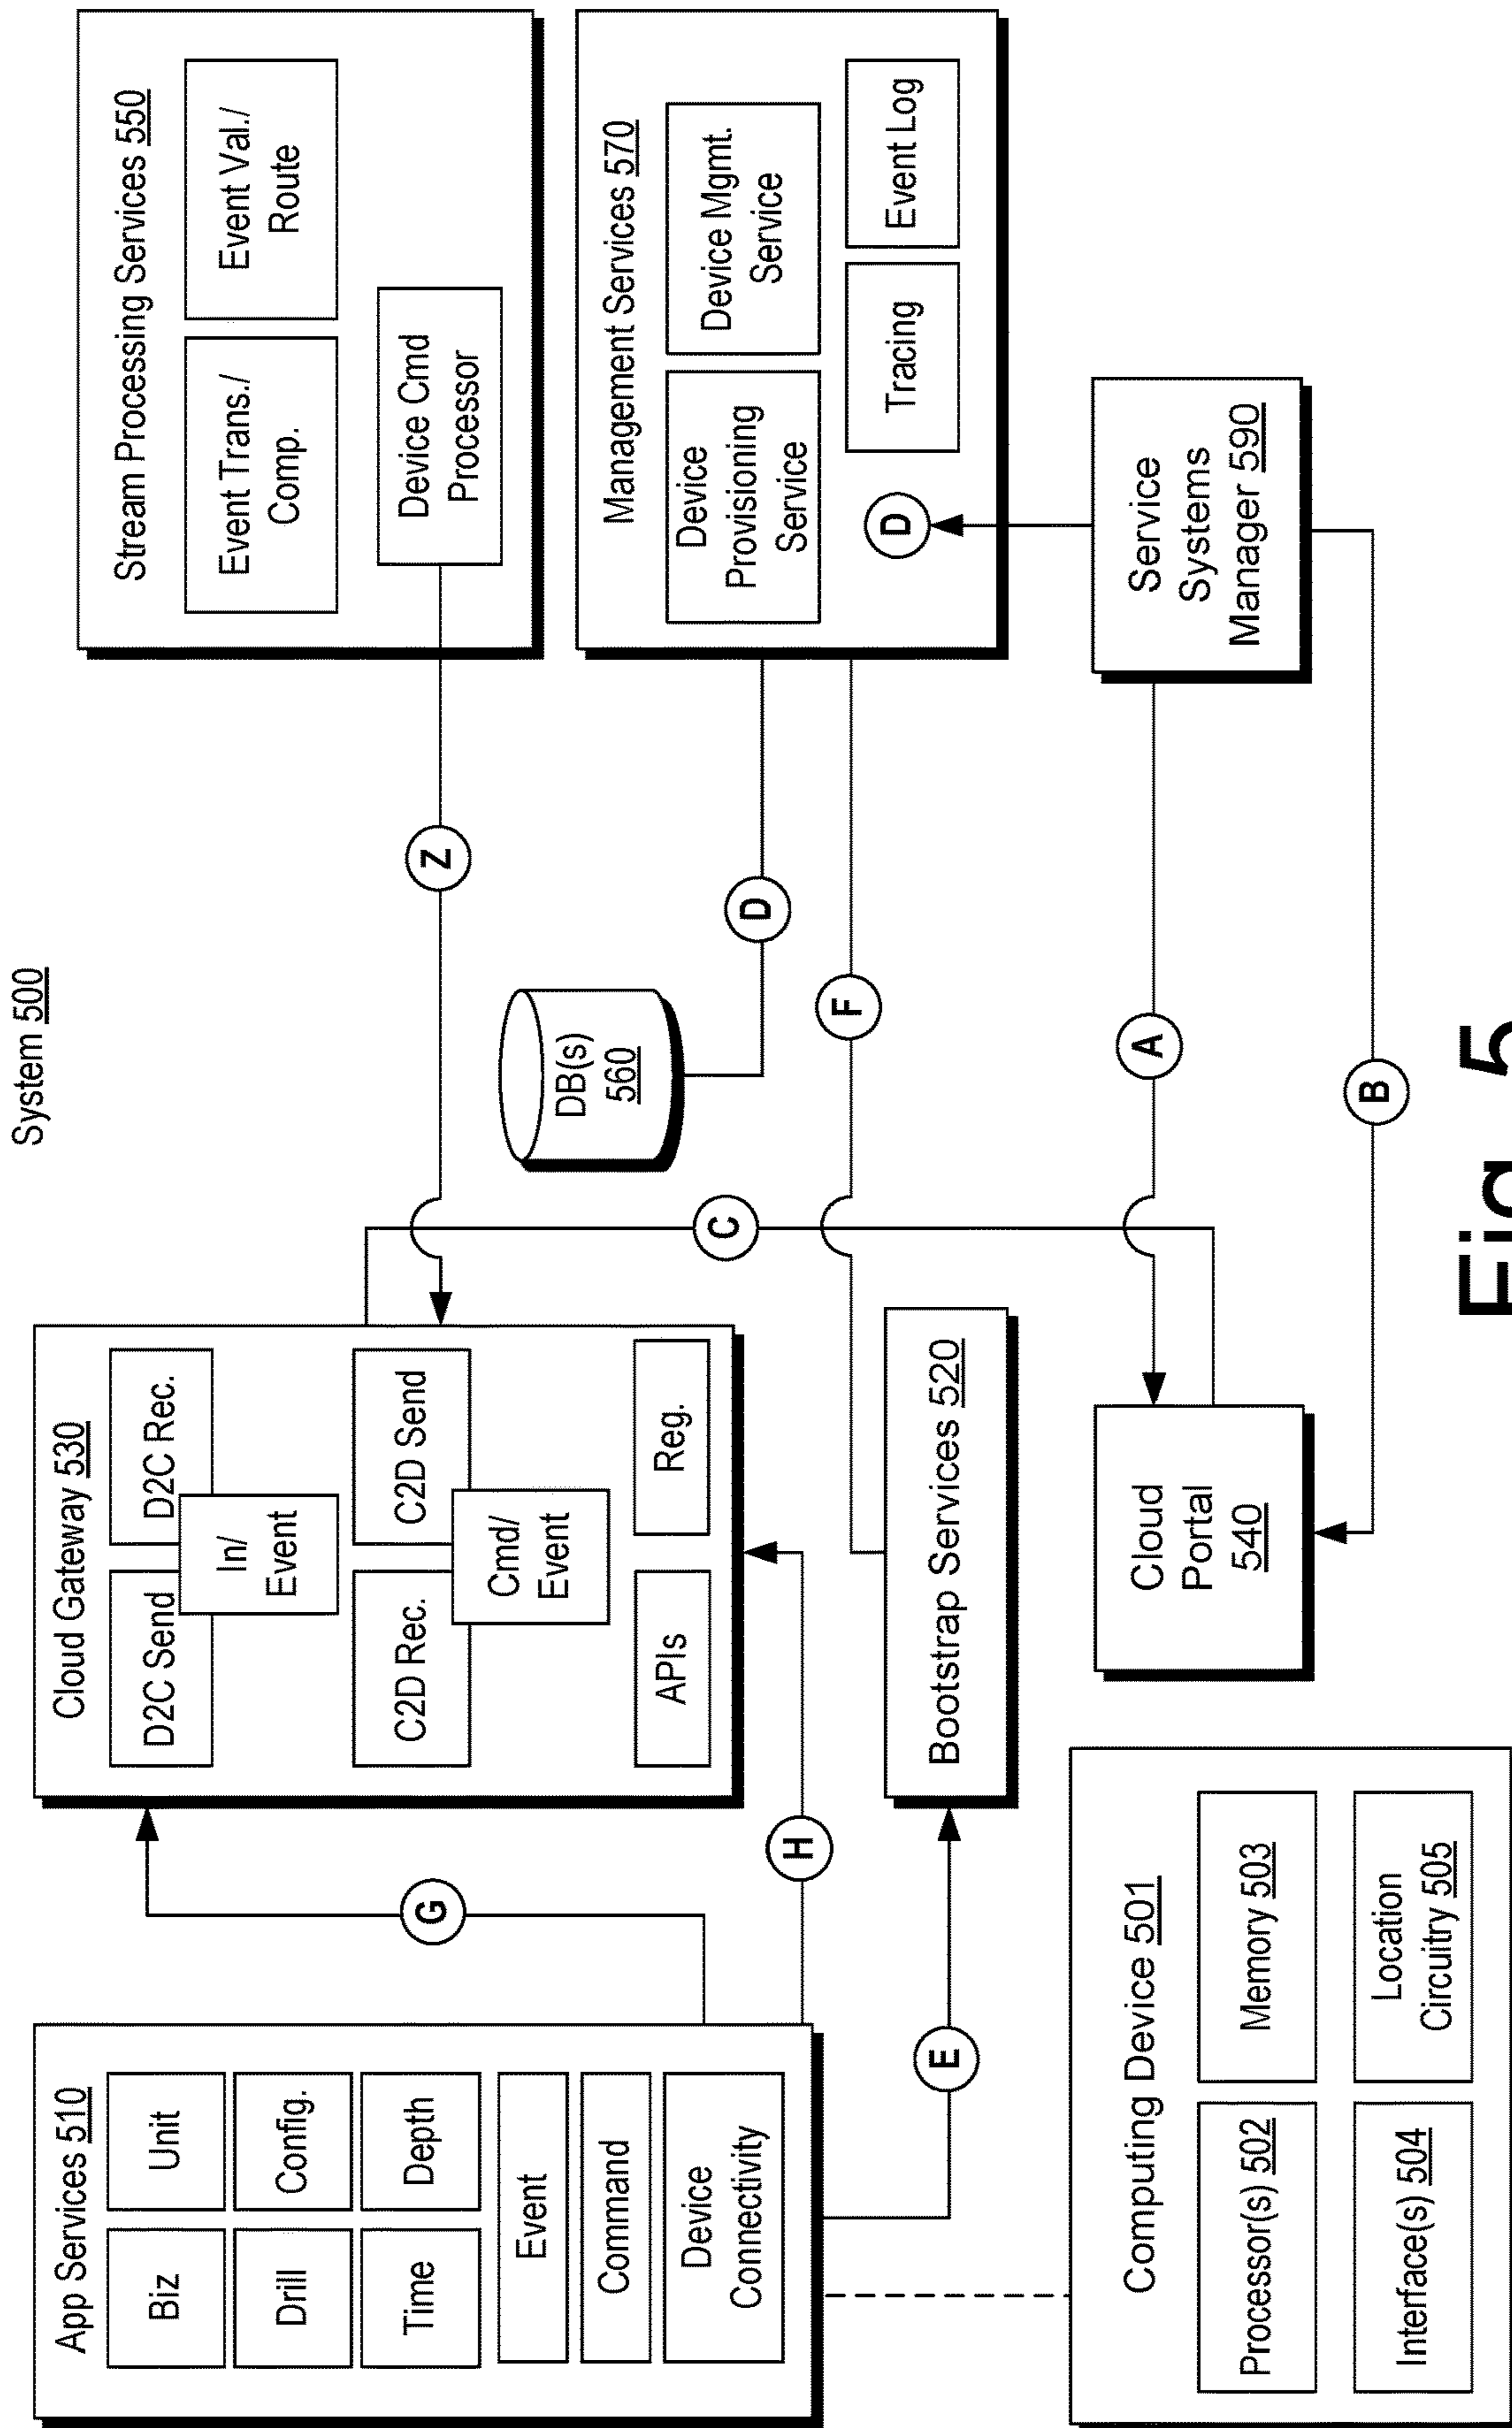 System 500
App Services 510
Biz
Unit
Drill
Config.
Time
Depth
Event
Command
Device
Connectivity
G
H
E
Cloud Gateway 530
D2C Send
D2C Rec.
In/
Event
C2D Rec.
C2D Send
Cmd/
Event
APIs
Reg.
Bootstrap Services 520
Z
C
DB(s)
560
D
F
Stream Processing Services 550
Event Trans./
Comp.
Event Val./
Route
Device Cmd
Processor
Management Services 570
Device
Provisioning
Service
Device Mgmt.
Service
D
Tracing
Event Log
Computing Device 501
Processor(s) 502
Memory 503
Interface(s) 504
Location
Circuitry 505
Cloud
Portal
540
A
B
Service
Systems
Manager 590
Fig. 5